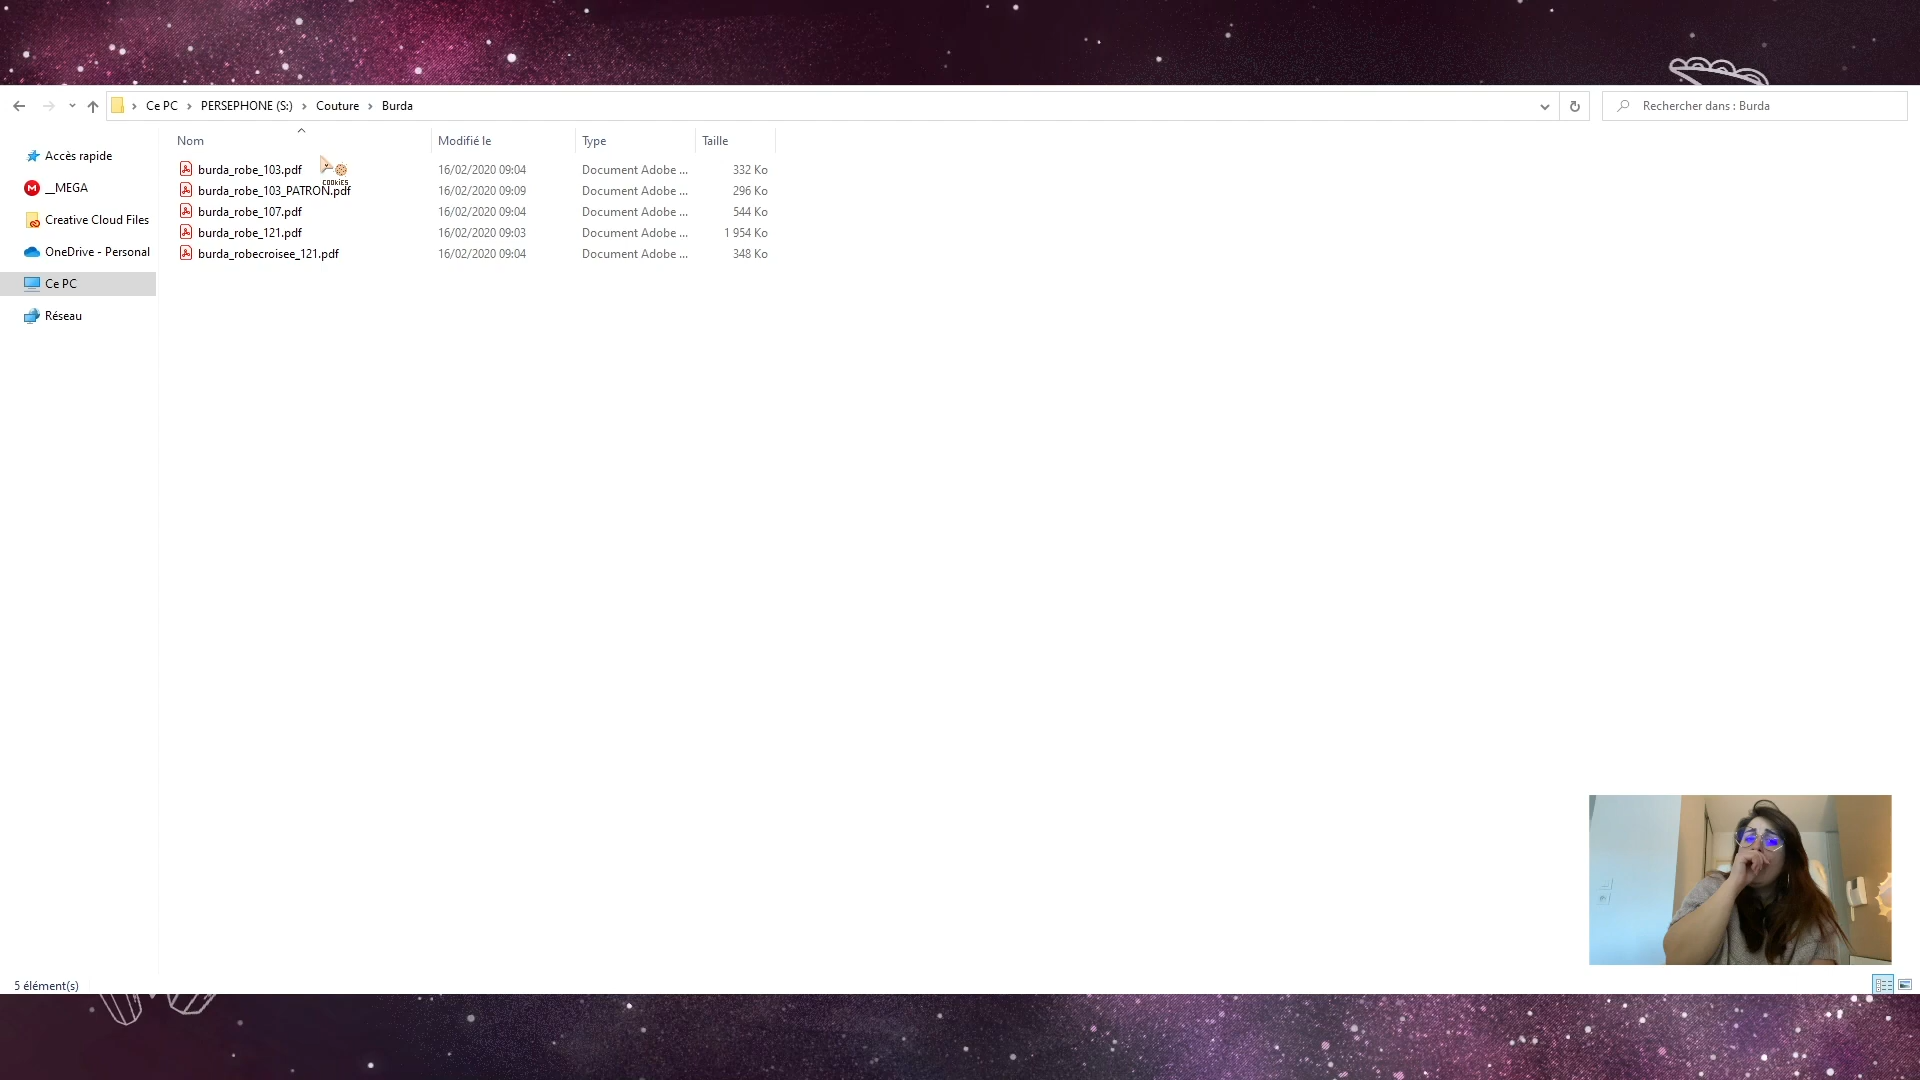 Ce PC PERSEPHONE (S:) Couture Burda
Rechercher dans : Burda
Nom Modifié le Type Taille
Accès rapide
__MEGA
Creative Cloud Files
OneDrive - Personal
Ce PC
Réseau
burda_robe_103.pdf 16/02/2020 09:04 Document Adobe ... 332 Ko
COOKIES
burda_robe_103_PATRON.pdf 16/02/2020 09:09 Document Adobe ... 296 Ko
burda_robe_107.pdf 16/02/2020 09:04 Document Adobe ... 544 Ko
burda_robe_121.pdf 16/02/2020 09:03 Document Adobe ... 1 954 Ko
burda_robecroisee_121.pdf 16/02/2020 09:04 Document Adobe ... 348 Ko
5 élément(s)